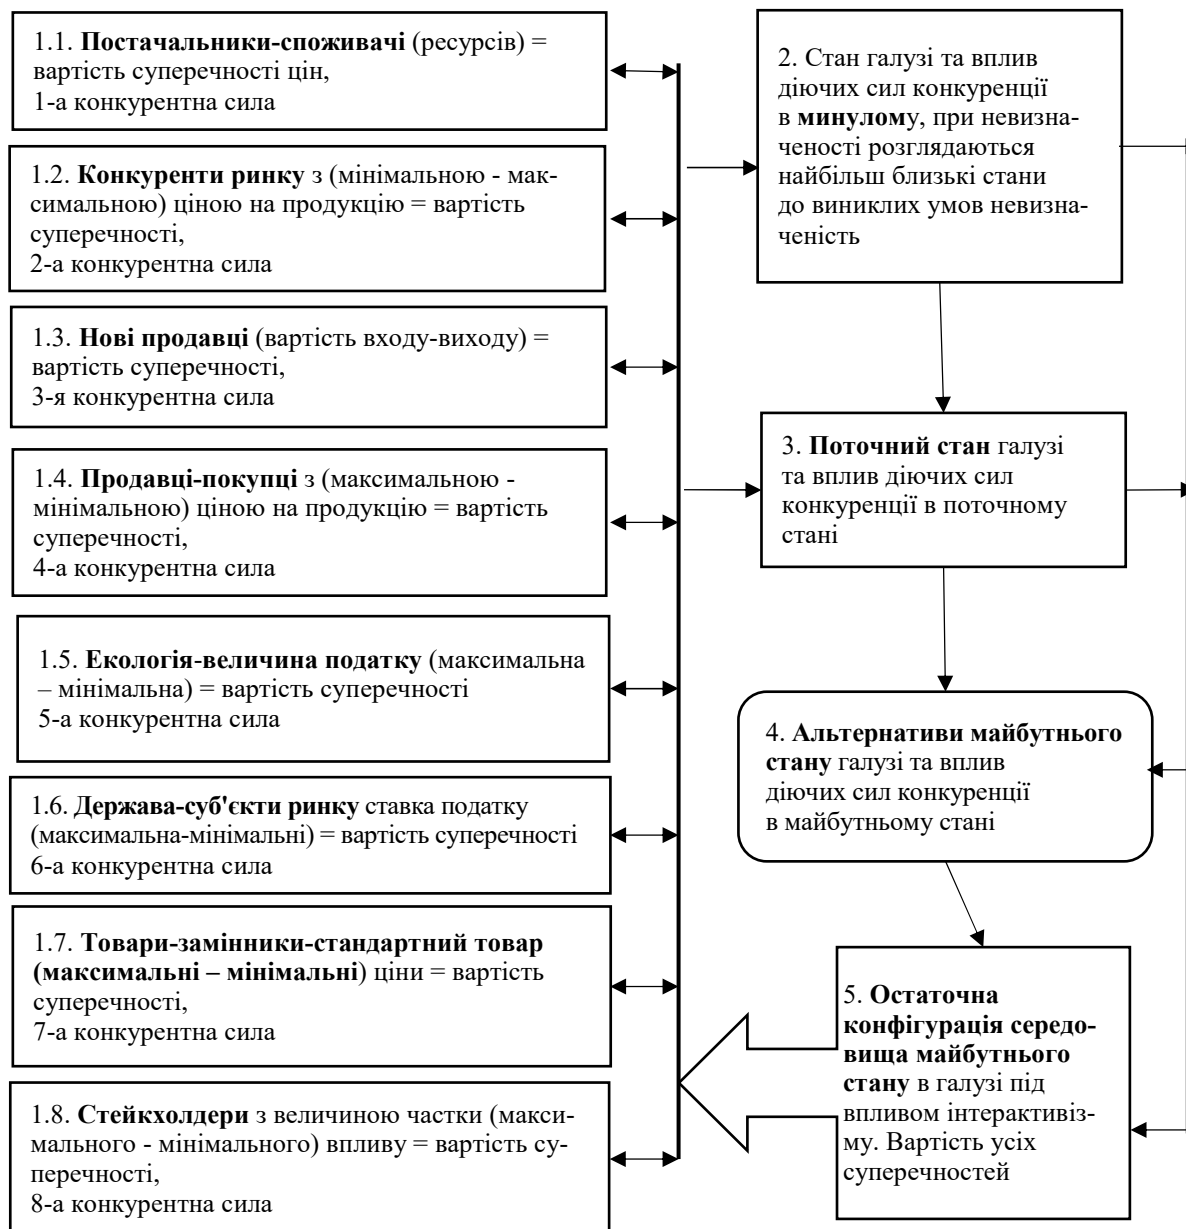 1.1. Постачальники-споживачі (ресурсів) =
вартість суперечності цін,
1-а конкурентна сила
1.2. Конкуренти ринку з (мінімальною - мак-
симальною) ціною на продукцію = вартість
суперечності,
2-а конкурентна сила
1.3. Нові продавці (вартість входу-виходу) =
вартість суперечності,
3-я конкурентна сила
1.4. Продавці-покупці з (максимальною -
мінімальною) ціною на продукцію = вартість
суперечності,
4-а конкурентна сила
1.5. Екологія-величина податку (максимальна
– мінімальна) = вартість суперечності
5-а конкурентна сила
1.6. Держава-суб'єкти ринку ставка податку
(максимальна-мінімальні) = вартість суперечності
6-а конкурентна сила
1.7. Товари-замінники-стандартний товар
(максимальні – мінімальні) ціни = вартість
суперечності,
7-а конкурентна сила
1.8. Стейкхолдери з величиною частки (макси-
мального - мінімального) впливу = вартість су-
перечності,
8-а конкурентна сила
2. Стан галузі та вплив
діючих сил конкуренції
в минулому, при невизна-
ченості розглядаються
найбільш близькі стани
до виниклих умов невизна-
ченість
3. Поточний стан галузі
та вплив діючих сил
конкуренції в поточному
стані
4. Альтернативи майбутнього
стану галузі та вплив
діючих сил конкуренції
в майбутньому стані
5. Остаточна
конфігурація середо-
вища майбутнього
стану в галузі під
впливом інтерактивіз-
му. Вартість усіх
суперечностей